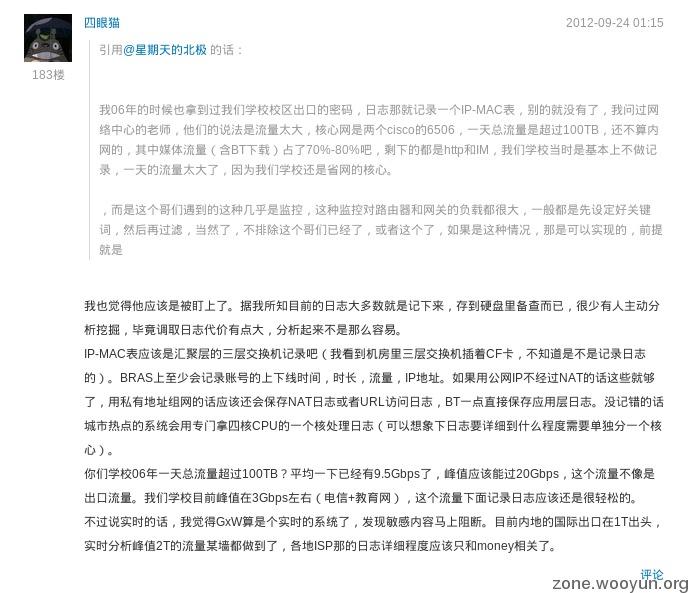 四眼猫
2012-09-24 01:15
183楼
引用@星期天的北极 的话：
我06年的时候也拿到过我们学校校区出口的密码，日志那就记录一个IP-MAC表，别的就没有了，我问过网
络中心的老师，他们的说法是流量太大，核心网是两个cisco的6506，一天总流量是超过100TB，还不算内
网的，其中媒体流量（含BT下载）占了70%-80%吧，剩下的都是http和IM，我们学校当时是基本上不做记
录，一天的流量太大了，因为我们学校还是省网的核心。
，而是这个哥们遇到的这种几乎是监控，这种监控对路由器和网关的负载都很大，一般都是先设定好关键
词，然后再过滤，当然了，不排除这个哥们已经了，或者这个了，如果是这种情况，那是可以实现的，前提
就是
我也觉得他应该是被盯上了。据我所知目前的日志大多数就是记下来，存到硬盘里备查而已，很少有人主动分
析挖掘，毕竟调取日志代价有点大，分析起来不是那么容易。
IP-MAC表应该是汇聚层的三层交换机记录吧（我看到机房里三层交换机插着CF卡，不知道是不是记录日志
的）。BRAS上至少会记录账号的上下线时间，时长，流量，IP地址。如果用公网IP不经过NAT的话这些就够
了，用私有地址组网的话应该还会保存NAT日志或者URL访问日志，BT一点直接保存应用层日志。没记错的话
城市热点的系统会用专门拿四核CPU的一个核处理日志（可以想象下日志要详细到什么程度需要单独分一个核
心）。
你们学校06年一天总流量超过100TB？平均一下已经有9.5Gbps了，峰值应该能过20Gbps，这个流量不像是
出口流量。我们学校目前峰值在3Gbps左右（电信+教育网），这个流量下面记录日志应该还是很轻松的。
不过说实时的话，我觉得GxW算是个实时的系统了，发现敏感内容马上阻断。目前内地的国际出口在1T出头，
实时分析峰值2T的流量某墙都做到了，各地ISP那的日志详细程度应该只和money相关了。
评论
zone.wooyun.org